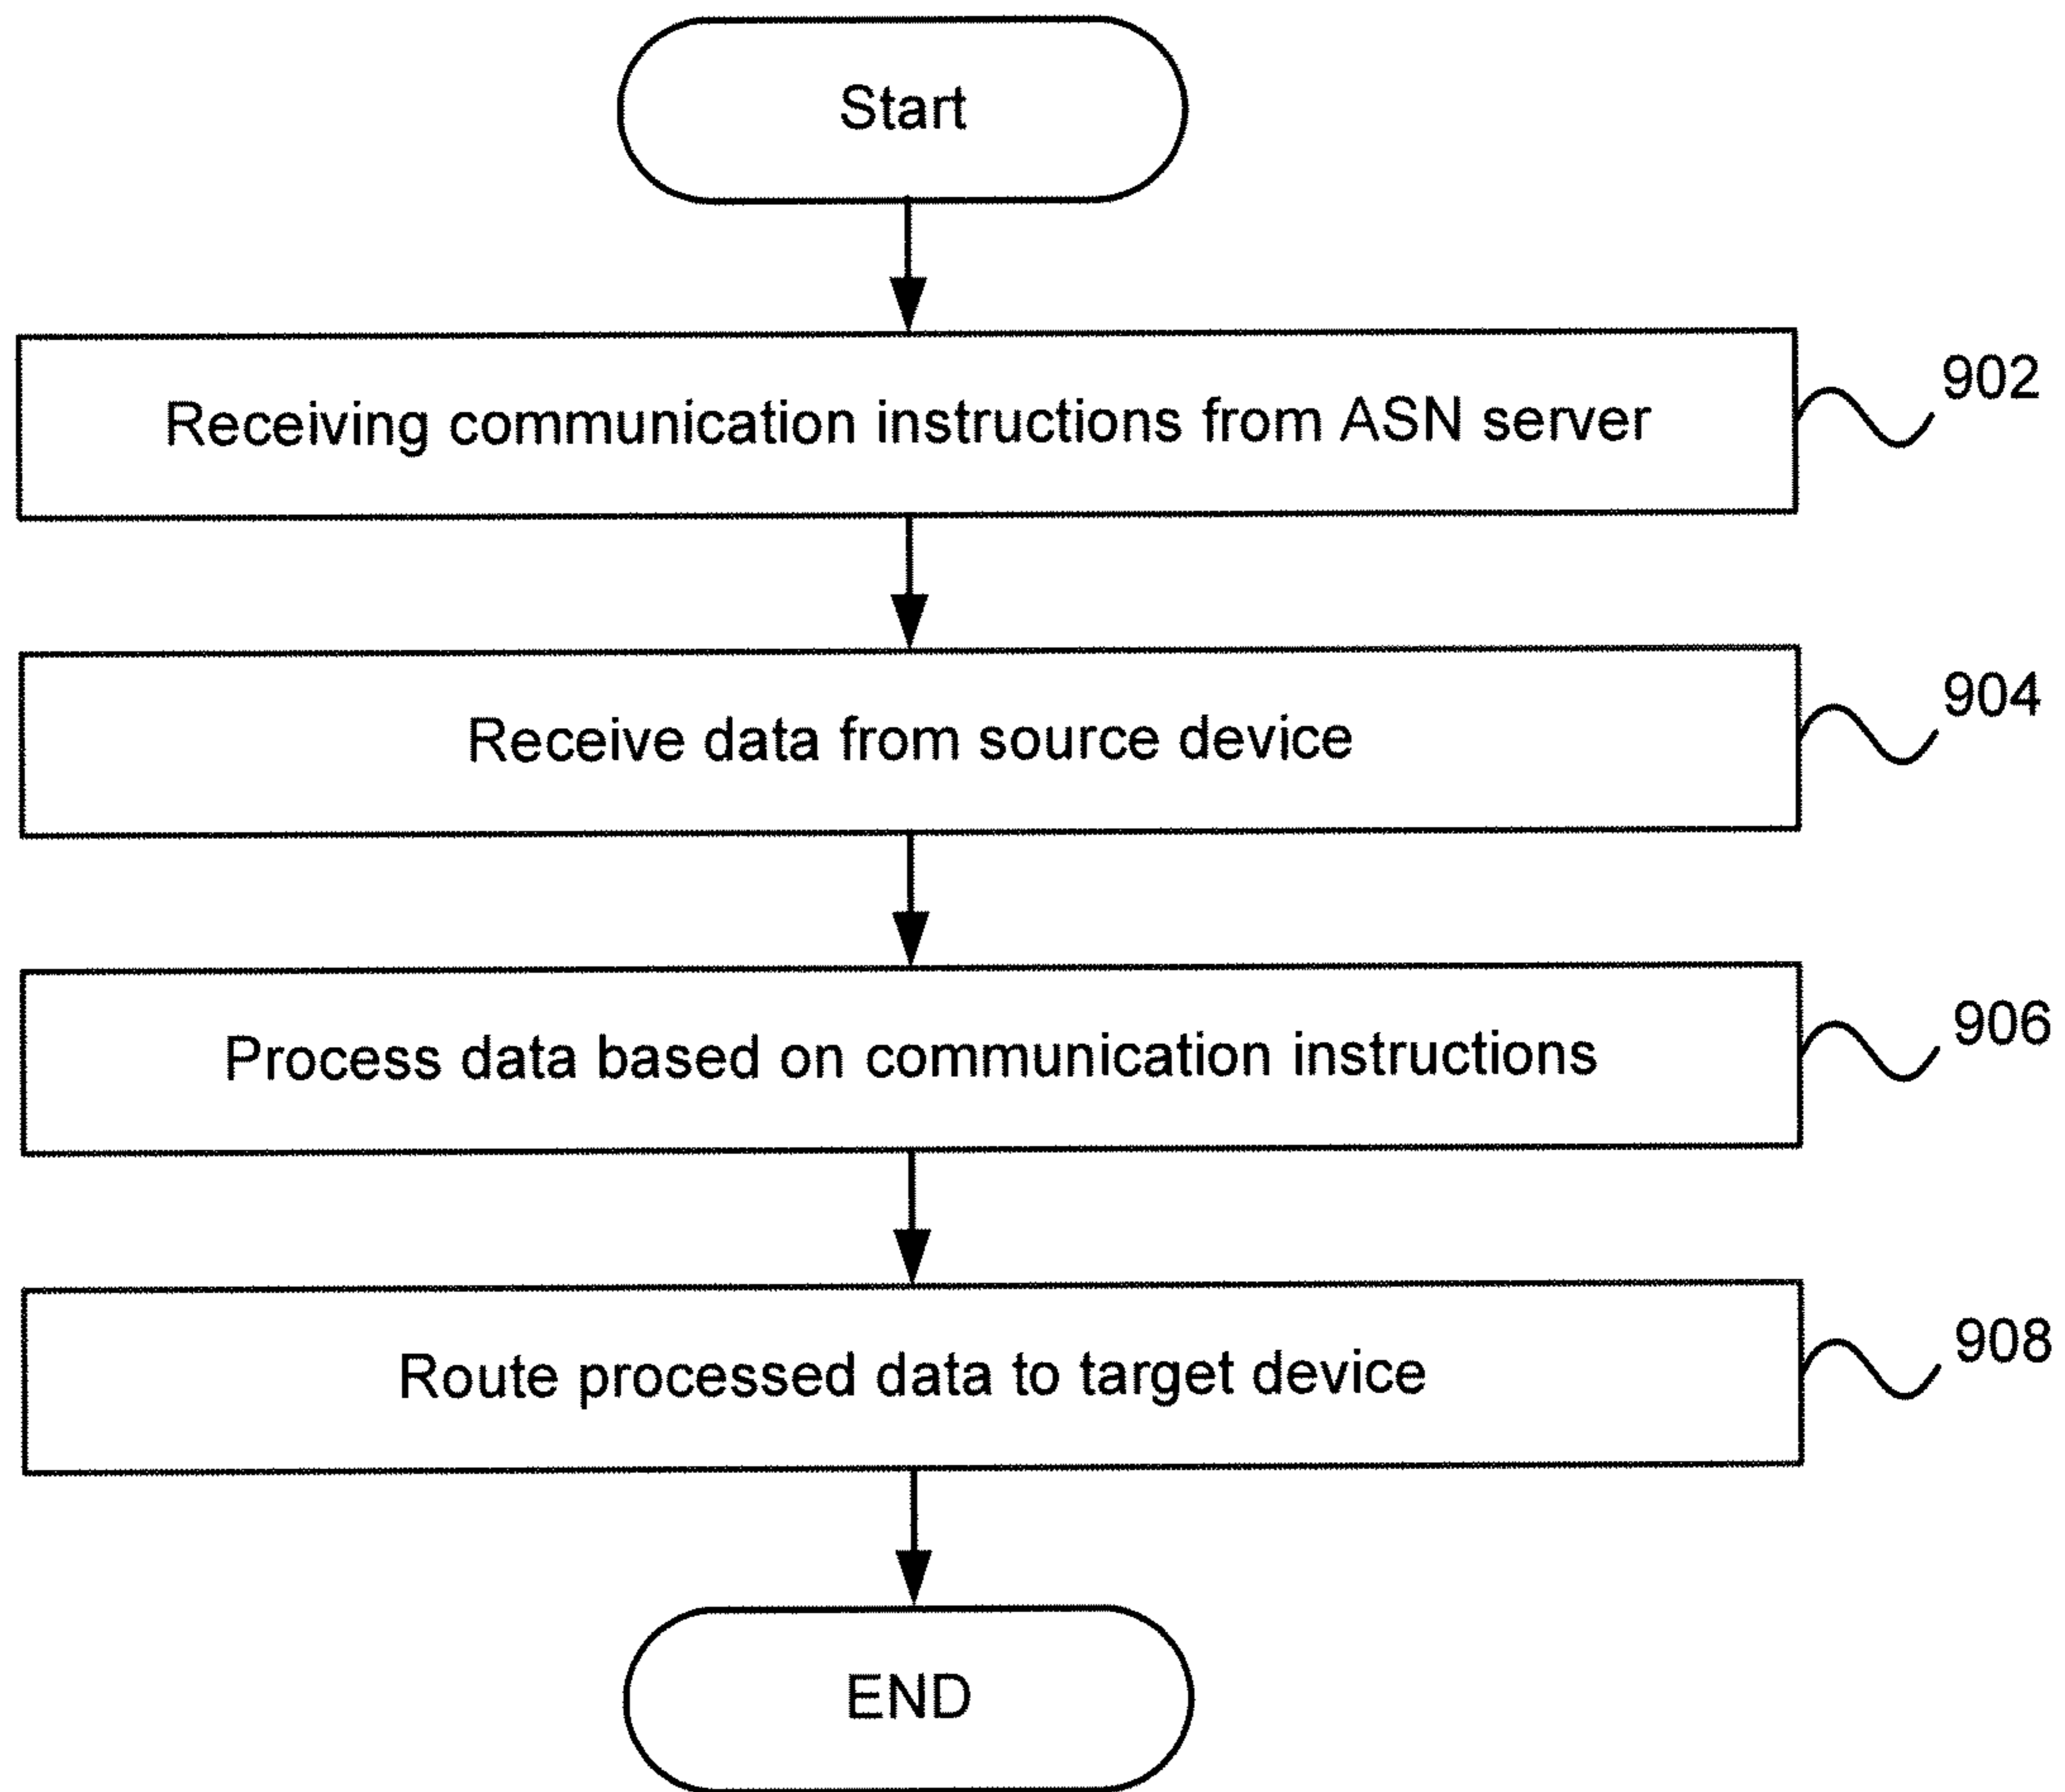 Start
Receiving communication instructions from ASN server
902
Receive data from source device
904
Process data based on communication instructions
906
Route processed data to target device
908
END